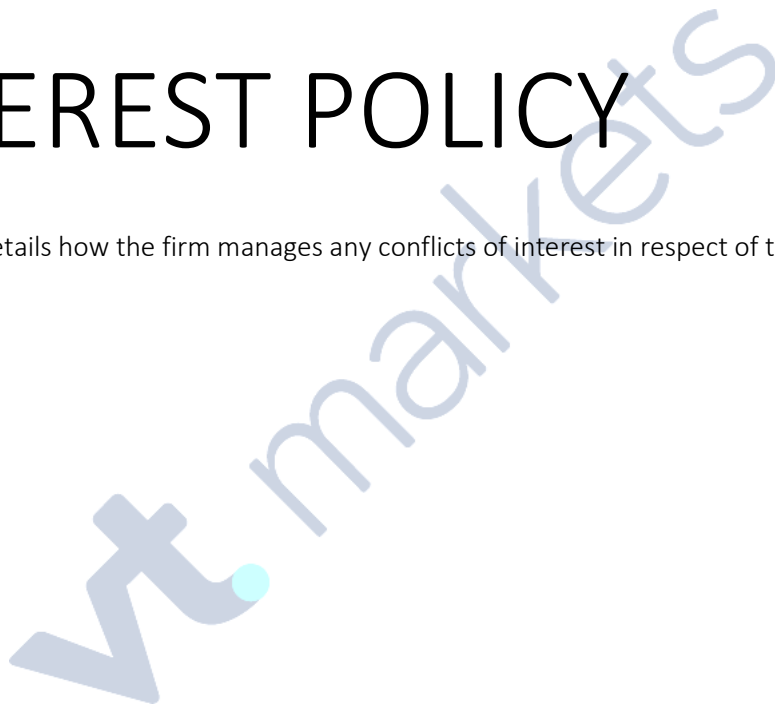 EREST POLICY
etails how the firm manages any conflicts of interest in respect of t
vt markets